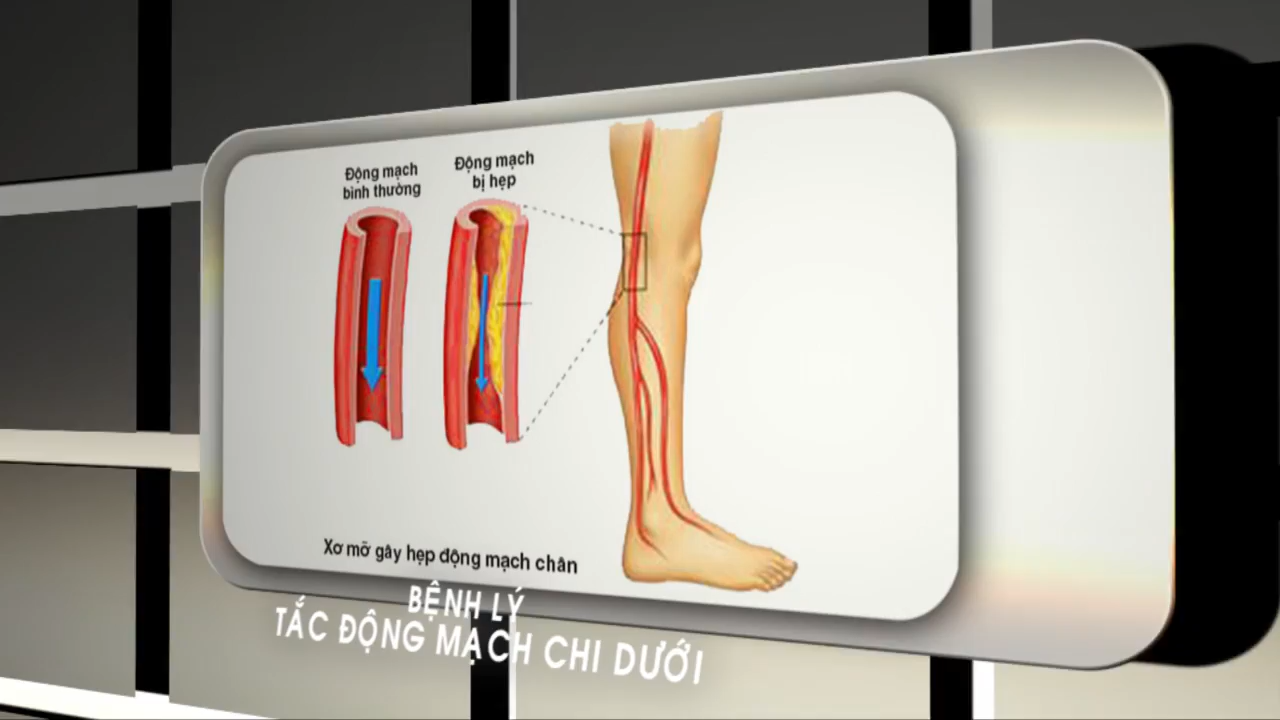 Động mạch
bình thường
Động mạch
bị hẹp
Xơ mỡ gây hẹp động mạch chân
BỆNH LÝ
TẮC ĐỘNG MẠCH CHI DƯỚI